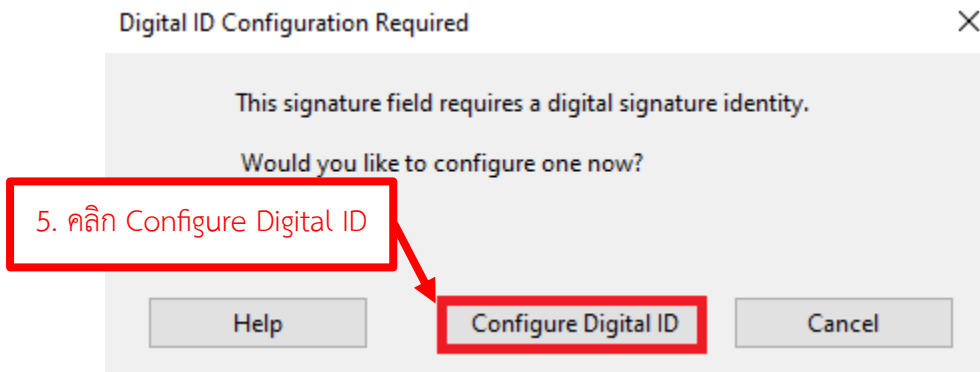 Digital ID Configuration Required
This signature field requires a digital signature identity.
Would you like to configure one now?
5. คลิก Configure Digital ID
Help
Configure Digital ID
Cancel